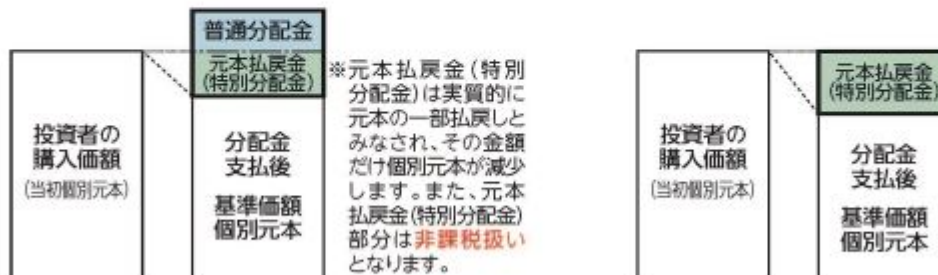 普通分配金
元本払戻金
(特別分配金)
投資者の
購入価額
(当初個別元本)
分配金
支払後
基準価額
個別元本
※元本払戻金(特別
分配金)は実質的に
元本の一部払戻しと
みなされ、その金額
だけ個別元本が減少
します。また、元本
払戻金(特別分配金)
部分は非課税扱い
となります。
投資者の
購入価額
(当初個別元本)
元本払戻金
(特別分配金)
分配金
支払後
基準価額
個別元本